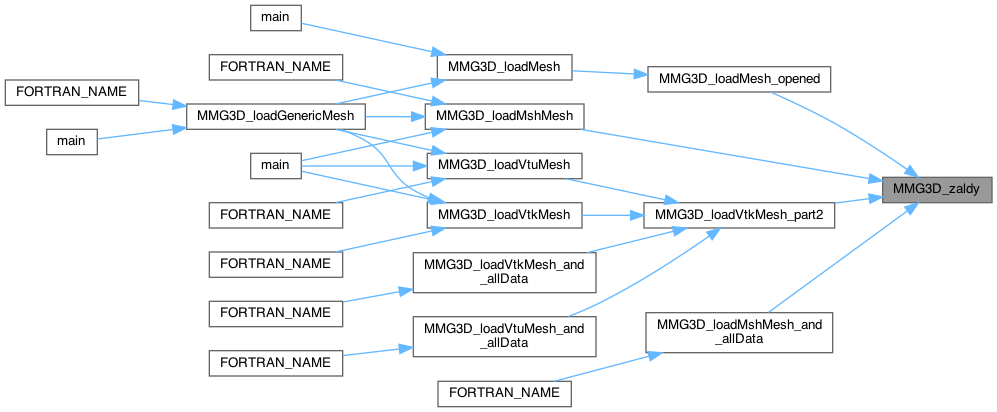 main
FORTRAN_NAME
MMG3D_loadMesh
MMG3D_loadMesh_opened
FORTRAN_NAME
MMG3D_loadGenericMesh
MMG3D_loadMshMesh
main
main
MMG3D_loadVtuMesh
MMG3D_zaldy
FORTRAN_NAME
MMG3D_loadVtkMesh
MMG3D_loadVtkMesh_part2
FORTRAN_NAME
MMG3D_loadVtkMesh_and
_allData
FORTRAN_NAME
MMG3D_loadVtuMesh_and
_allData
MMG3D_loadMshMesh_and
_allData
FORTRAN_NAME
FORTRAN_NAME